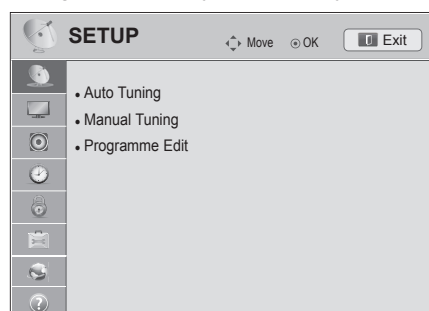 SETUP Move OK Exit
• Auto Tuning
• Manual Tuning
• Programme Edit